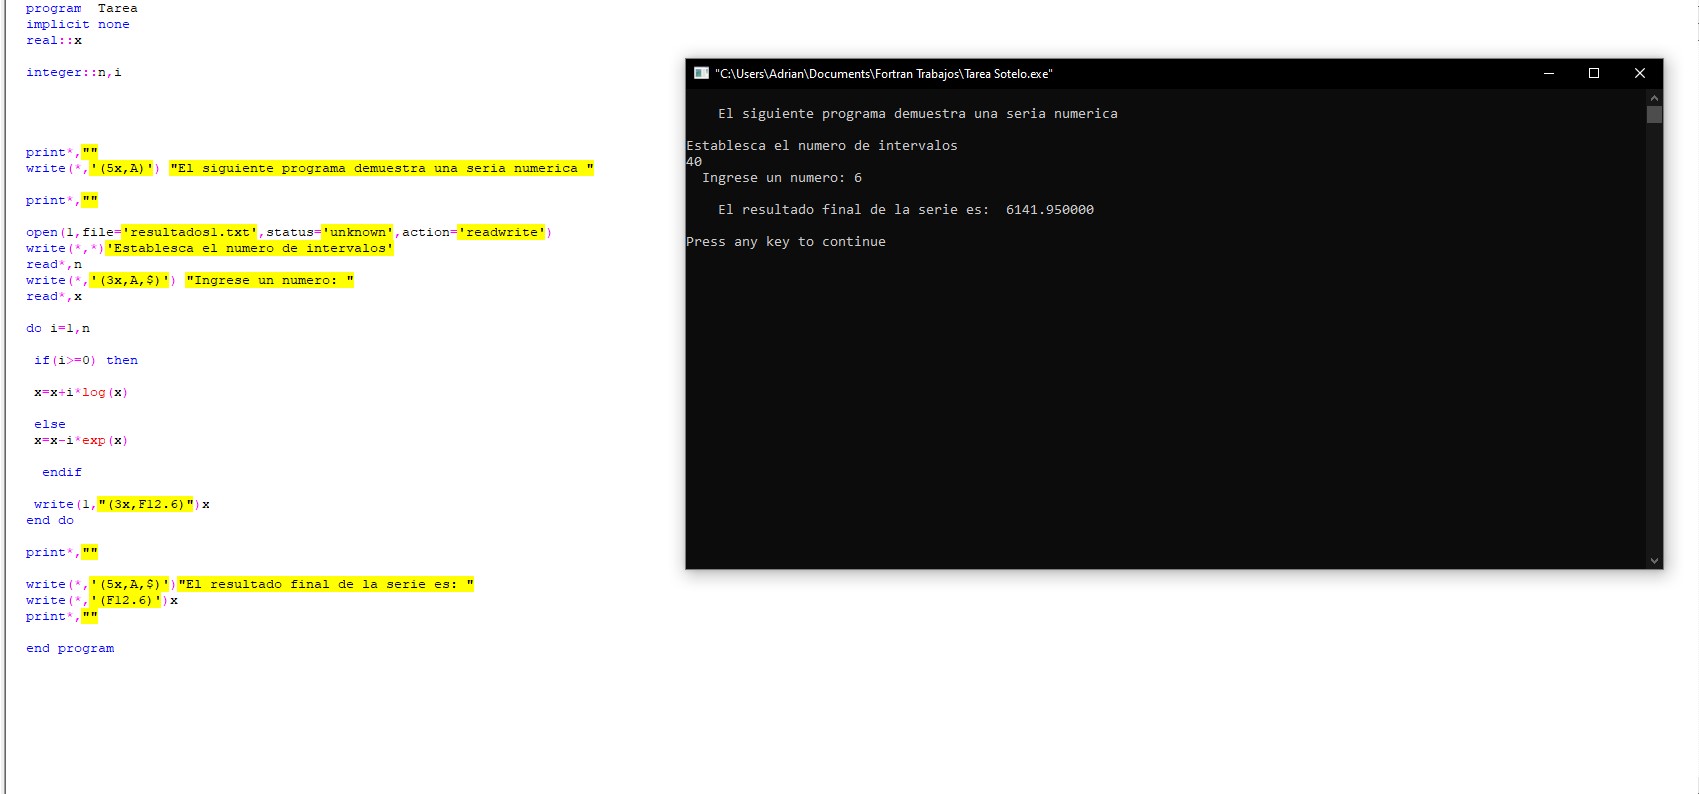 program  Tarea
implicit none
real::x
integer::n,i
print*,""
write(*,'(5x,A)') "El siguiente programa demuestra una seria numerica "
print*,""
open(1,file='resultados1.txt',status='unknown',action='readwrite')
write(*,*)'Establesca el numero de intervalos'
read*,n
write(*,'(3x,A,$)') "Ingrese un numero: "
read*,x
do i=1,n
if(i>=0) then
x=x+i*log(x)
else
x=x-i*exp(x)
endif
write(1,"(3x,F12.6)")x
end do
print*,""
write(*,'(5x,A,$)')"El resultado final de la serie es: "
write(*,'(F12.6)')x
print*,""
end program
"C:\Users\Adrian\Documents\Fortran Trabajos\Tarea Sotelo.exe"
El siguiente programa demuestra una seria numerica
Establesca el numero de intervalos
40
Ingrese un numero: 6
El resultado final de la serie es:  6141.950000
Press any key to continue